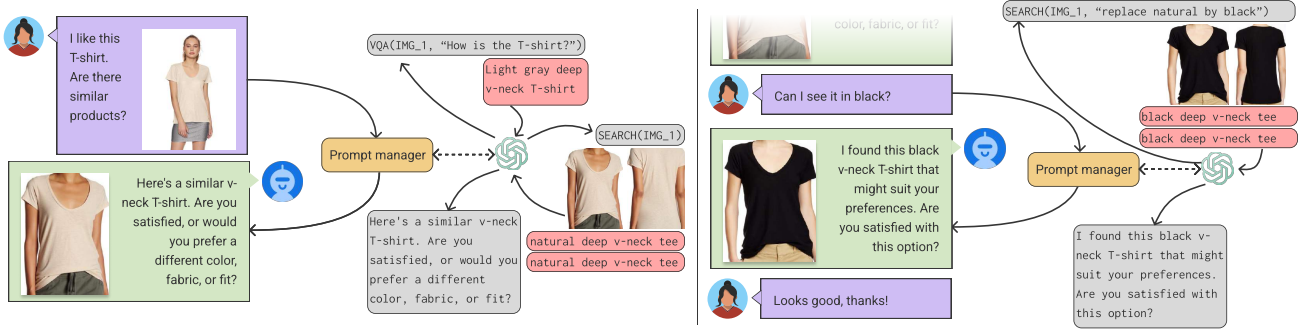 I like this
T-shirt.
Are there
similar
products?
VQA(IMG_1, “How is the T-shirt?”)
Light gray deep
v-neck T-shirt
SEARCH(IMG_1)
Prompt manager
natural deep v-neck tee
natural deep v-neck tee
Here's a similar v-neck
T-shirt. Are you
satisfied, or would you
prefer a different
color, fabric, or fit?
Here's a similar v-
neck T-shirt. Are you
satisfied, or would
you prefer a
different color,
fabric, or fit?
color, fabric, or fit?
Can I see it in black?
SEARCH(IMG_1, “replace natural by black”)
black deep v-neck tee
black deep v-neck tee
Prompt manager
I found this black v-
neck T-shirt that might
suit your preferences.
Are you satisfied with
this option?
I found this black
v-neck T-shirt that
might suit your
preferences. Are
you satisfied with
this option?
Looks good, thanks!